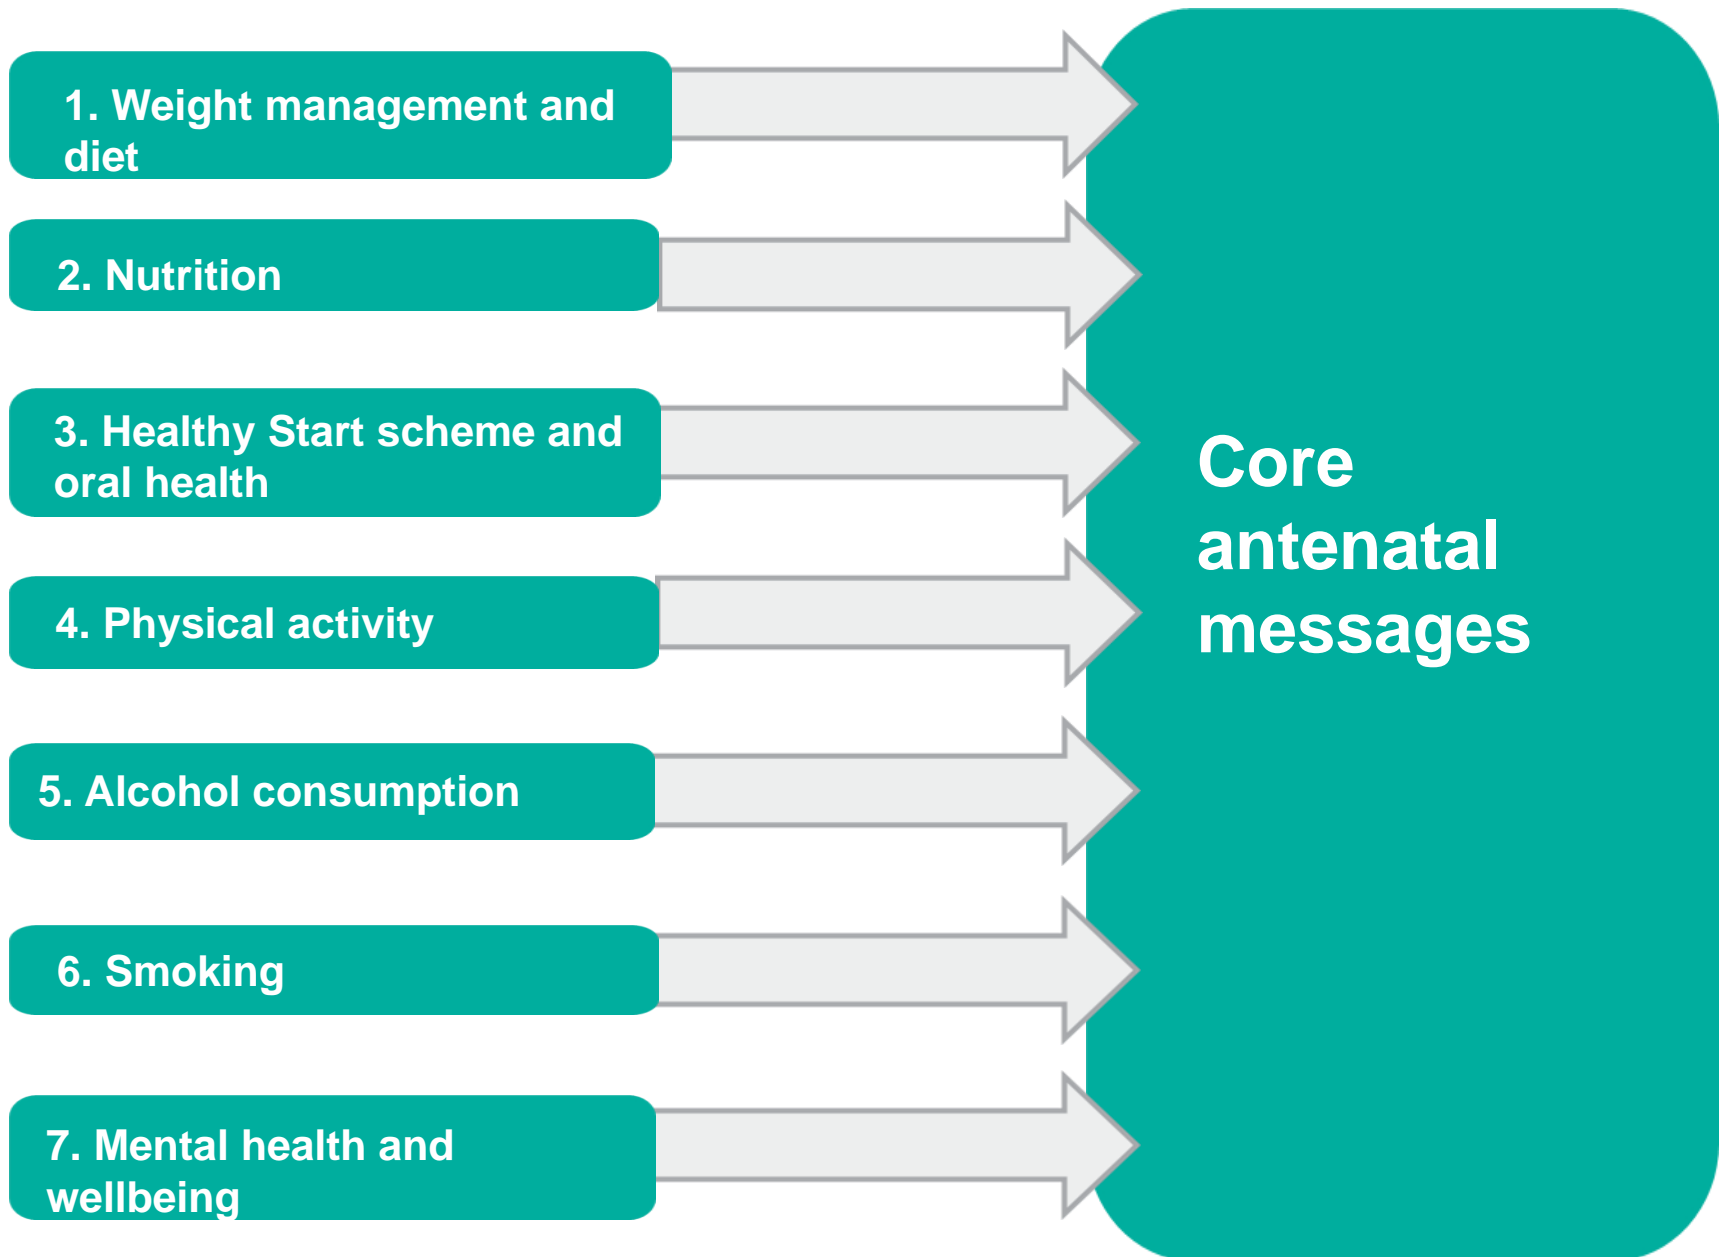 1. Weight management and
diet
2. Nutrition
3. Healthy Start scheme and
oral health
4. Physical activity
5. Alcohol consumption
6. Smoking
7. Mental health and
wellbeing
Core
antenatal
messages